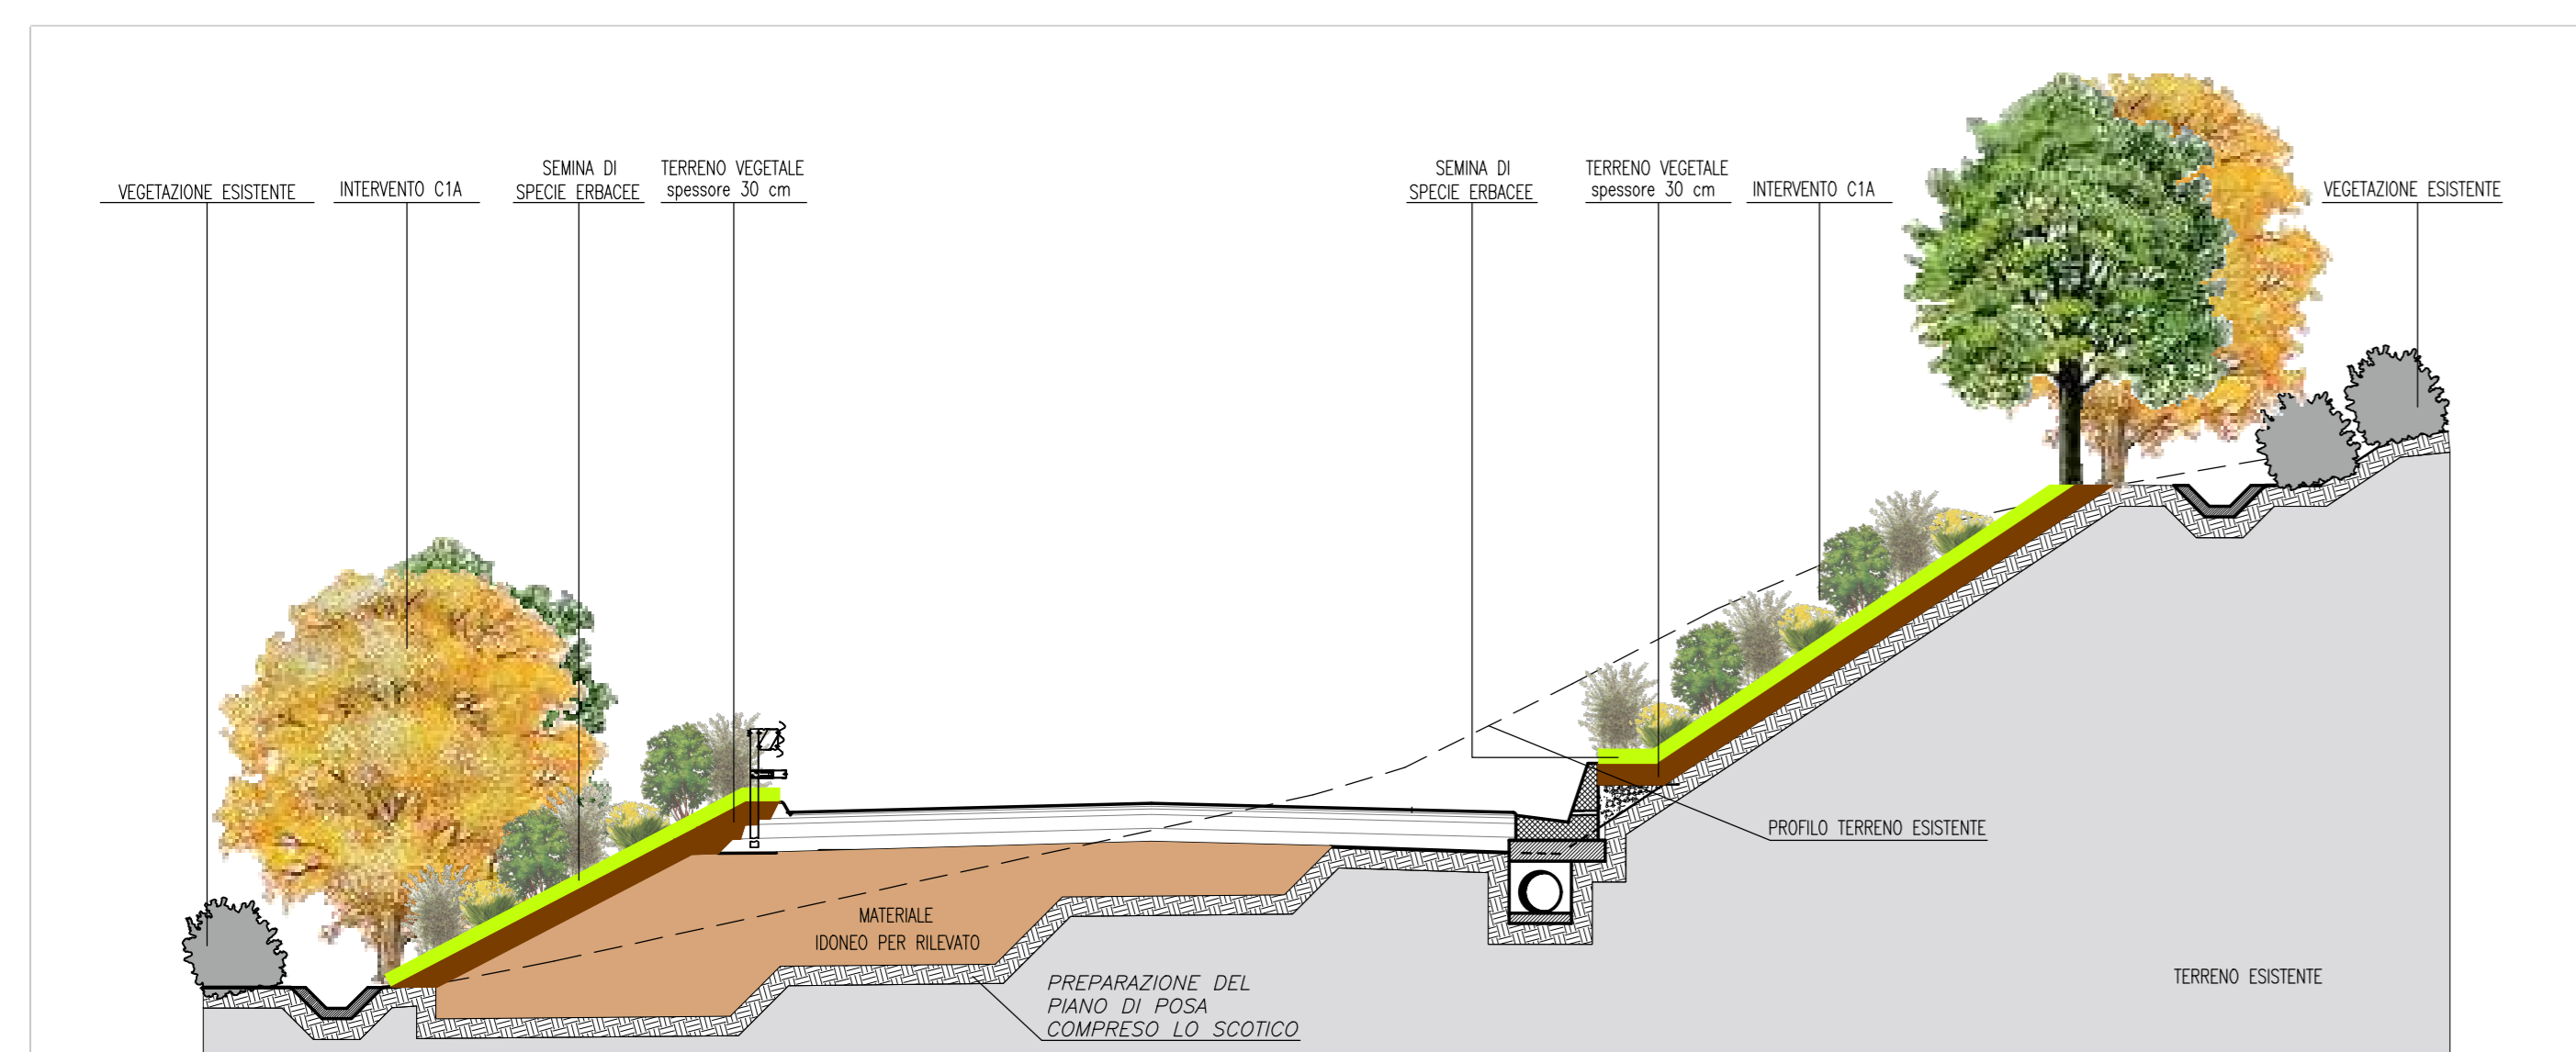 VEGETAZIONE ESISTENTE
INTERVENTO C1A
SEMINA DI
SPECIE ERBACEE
TERRENO VEGETALE
spessore 30 cm
SEMINA DI
SPECIE ERBACEE
TERRENO VEGETALE
spessore 30 cm
INTERVENTO C1A
VEGETAZIONE ESISTENTE
PROFILO TERRENO ESISTENTE
MATERIALE
IDONEO PER RILEVATO
PREPARAZIONE DEL
PIANO DI POSA
COMPRESO LO SCOTICO
TERRENO ESISTENTE